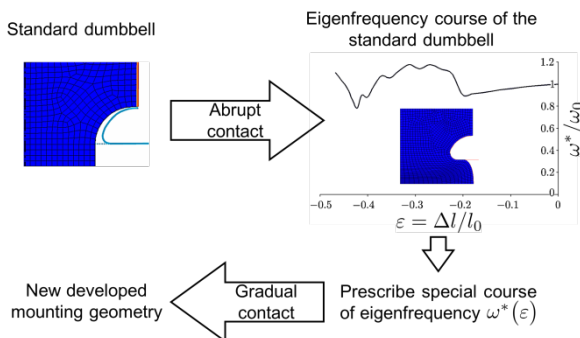 Standard dumbbell
Eigenfrequency course of the
standard dumbbell
Abrupt
contact
1.2
1
0.8
0.6
0.4
0.2
0
ω*/ω₀
−0.5
−0.4
−0.3
−0.2
−0.1
0
ε = Δl/l₀
New developed
mounting geometry
Gradual
contact
Prescribe special course
of eigenfrequency ω*(ε)